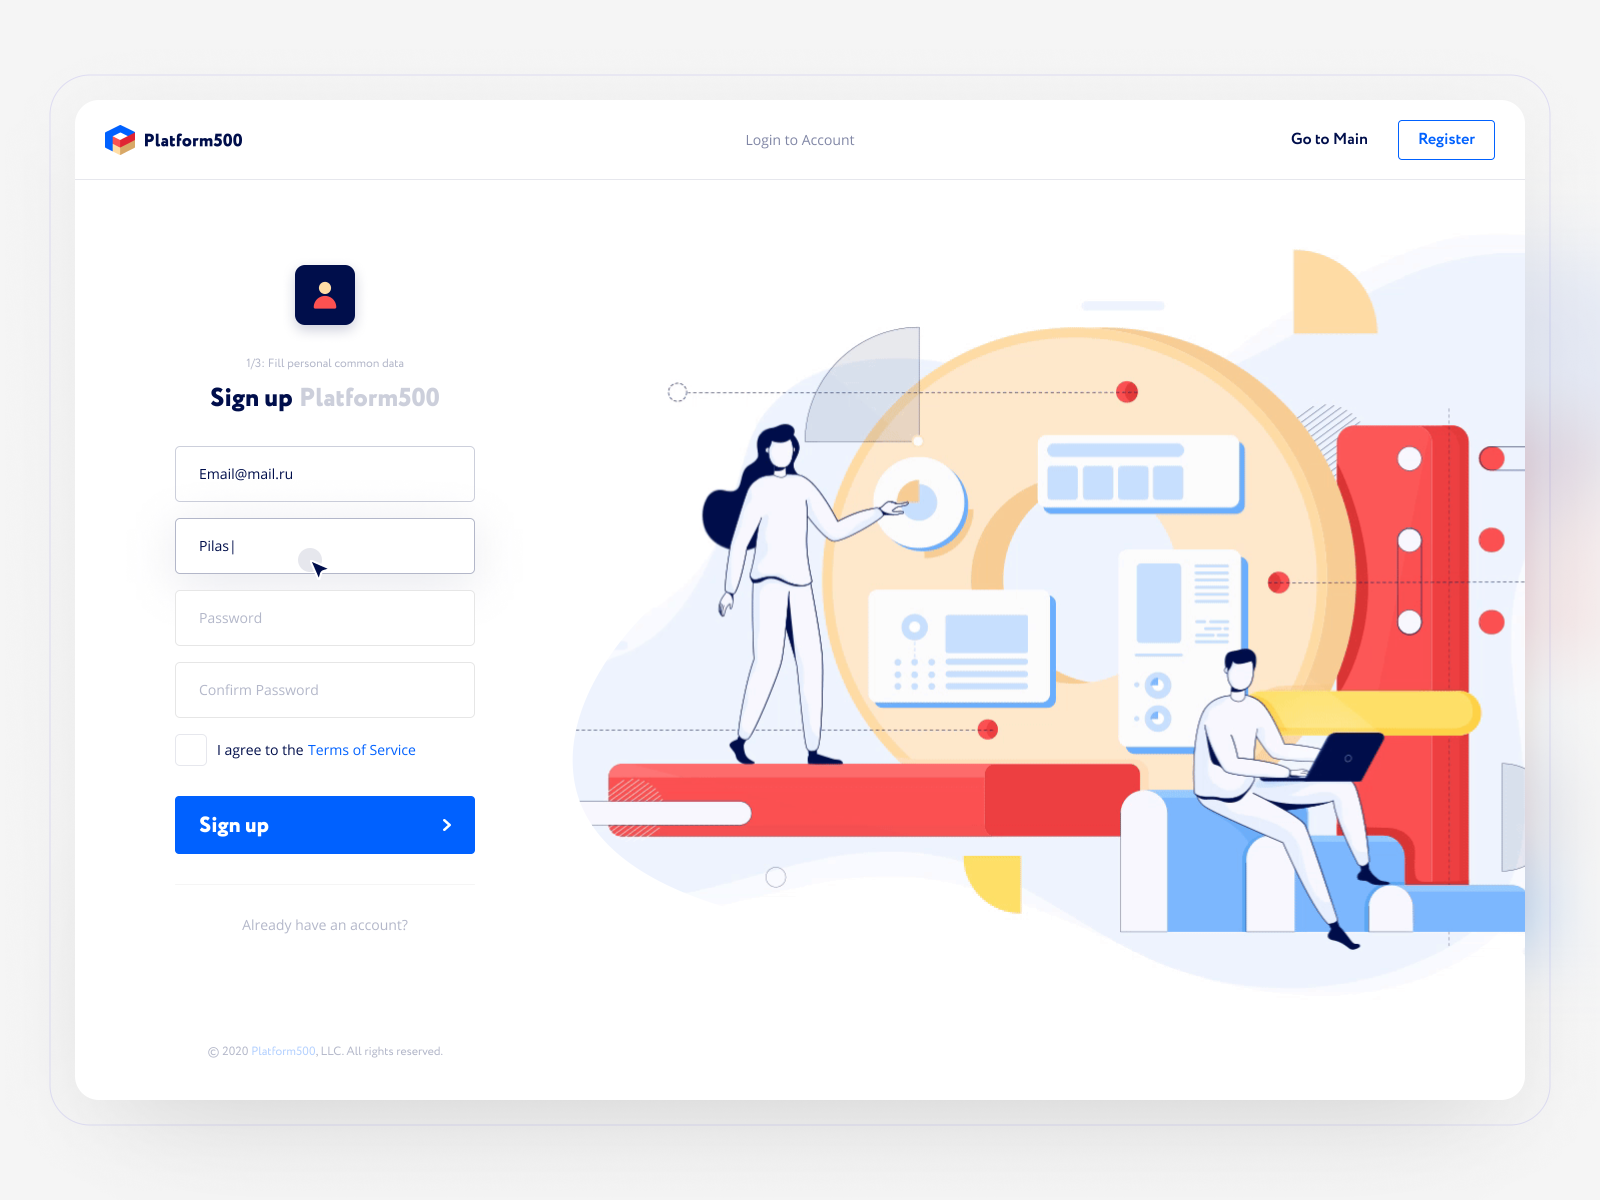 Platform500
Login to Account
Go to Main
Register
1/3: Fill personal common data
Sign up Platform500
Email@mail.ru
Pilas|
Password
Confirm Password
I agree to the Terms of Service
Sign up
Already have an account?
© 2020 Platform500, LLC. All rights reserved.